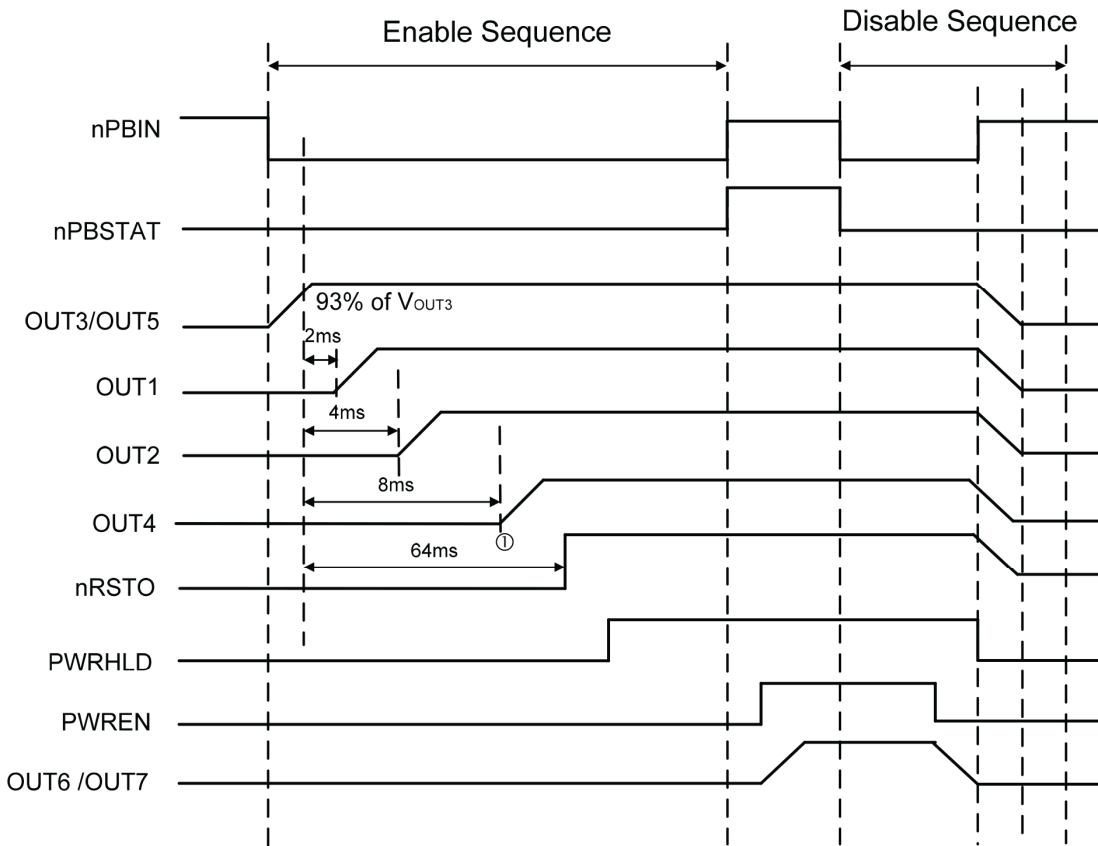 Enable Sequence
Disable Sequence
nPBIN
nPBSTAT
OUT3/OUT5
93% of VOUT3
2ms
OUT1
4ms
OUT2
8ms
OUT4
①
64ms
nRSTO
PWRHLD
PWREN
OUT6 /OUT7